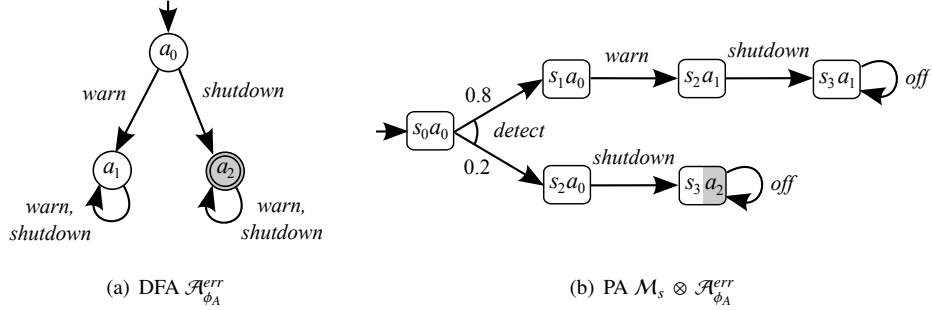 a₀
warn
shutdown
a₁
a₂
warn,
shutdown
warn,
shutdown
(a) DFA 𝒜^err_ϕA
s₀a₀
0.8
detect
0.2
s₁a₀
warn
s₂a₁
shutdown
s₃a₁
off
s₂a₀
shutdown
s₃a₂
off
(b) PA ℳₛ ⊗ 𝒜^err_ϕA